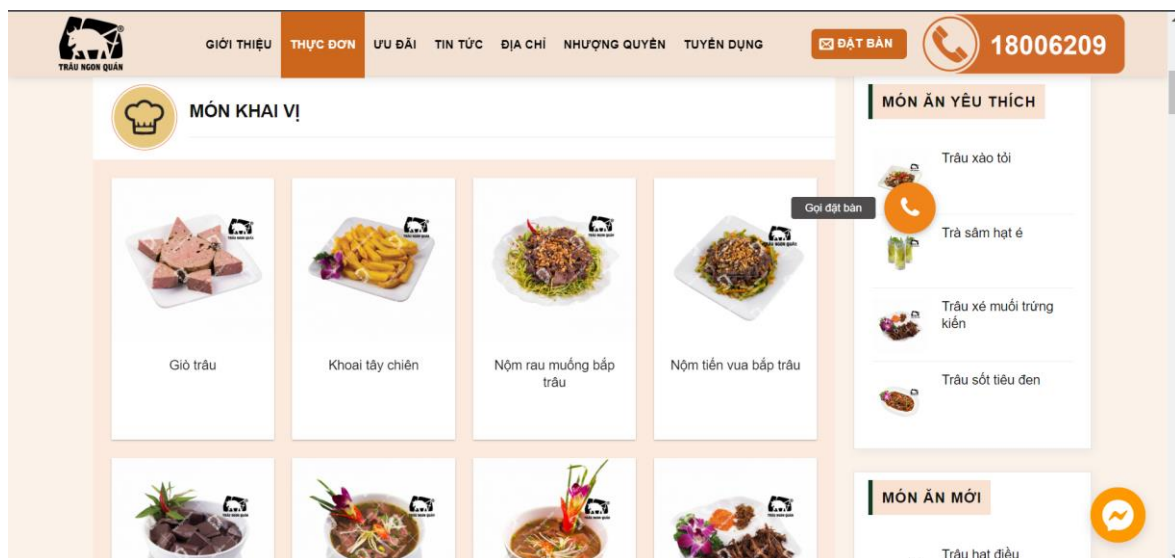 TRÂU NGON QUÁN
GIỚI THIỆU THỰC ĐƠN ƯU ĐÃI TIN TỨC ĐỊA CHỈ NHƯỢNG QUYỀN TUYỂN DỤNG
ĐẶT BÀN
18006209
MÓN KHAI VỊ
Giò trâu
Khoai tây chiên
Nộm rau muống bắp
trâu
Nộm tiến vua bắp trâu
MÓN ĂN YÊU THÍCH
Trâu xào tỏi
Gọi đặt bàn
Trà sâm hạt é
Trâu xé muối trứng
kiến
Trâu sốt tiêu đen
MÓN ĂN MỚI
Trâu hạt điều